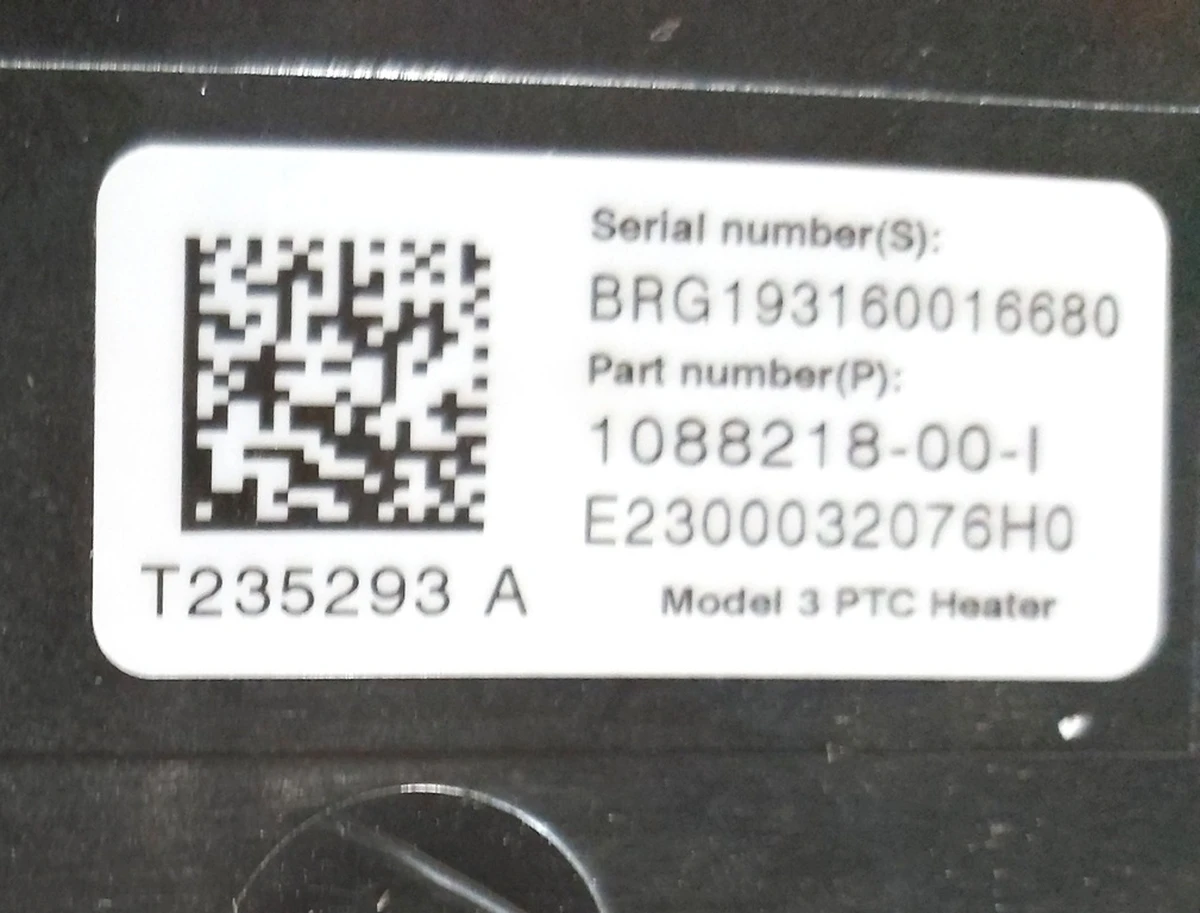 Serial number(S):
BRG193160016680
Part number(P):
1088218-00-I
E2300032076H0
T235293 A
Model 3 PTC Heater